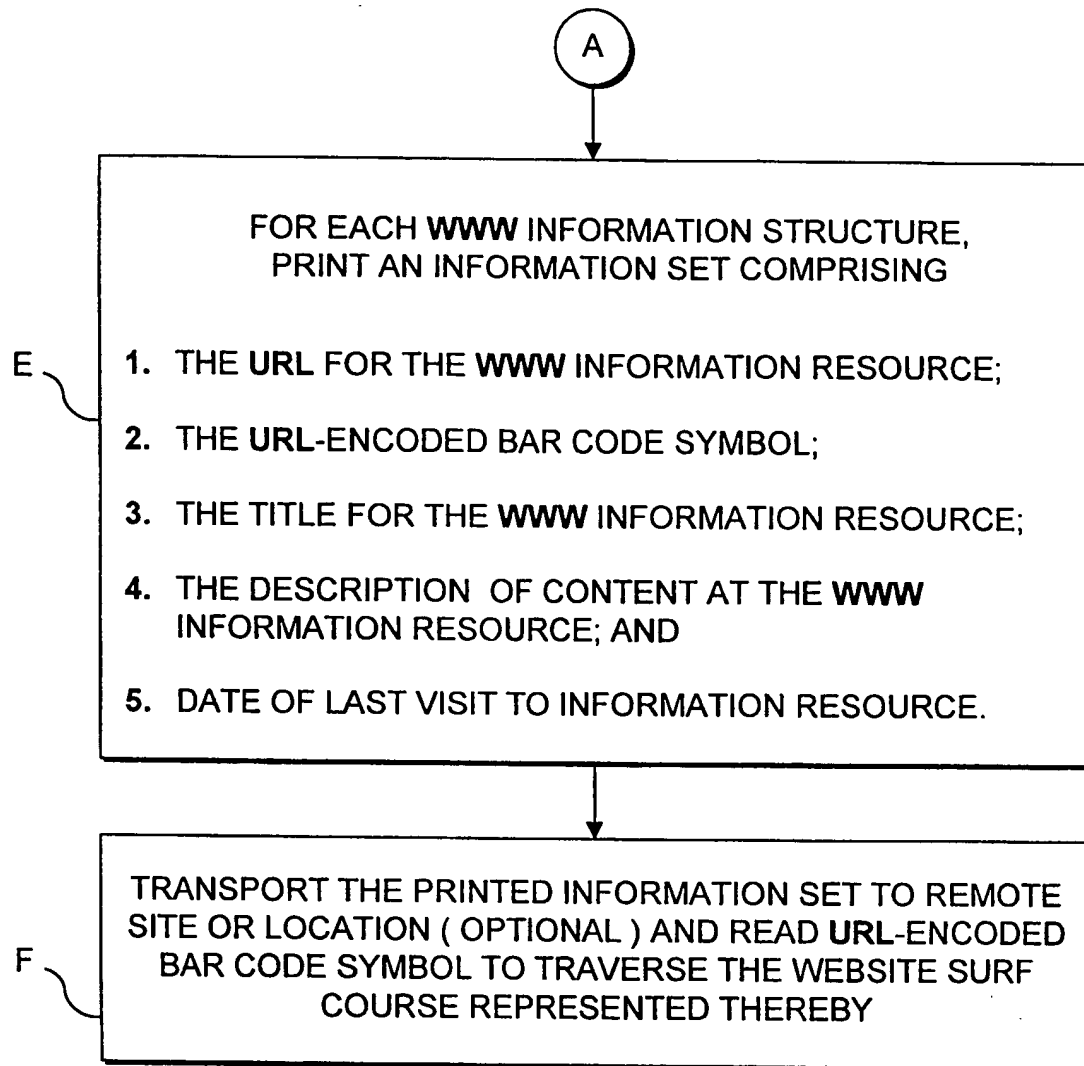 A
FOR EACH WWW INFORMATION STRUCTURE,
PRINT AN INFORMATION SET COMPRISING
E
1. THE URL FOR THE WWW INFORMATION RESOURCE;
2. THE URL-ENCODED BAR CODE SYMBOL;
3. THE TITLE FOR THE WWW INFORMATION RESOURCE;
4. THE DESCRIPTION OF CONTENT AT THE WWW
INFORMATION RESOURCE; AND
5. DATE OF LAST VISIT TO INFORMATION RESOURCE.
F
TRANSPORT THE PRINTED INFORMATION SET TO REMOTE
SITE OR LOCATION ( OPTIONAL ) AND READ URL-ENCODED
BAR CODE SYMBOL TO TRAVERSE THE WEBSITE SURF
COURSE REPRESENTED THEREBY